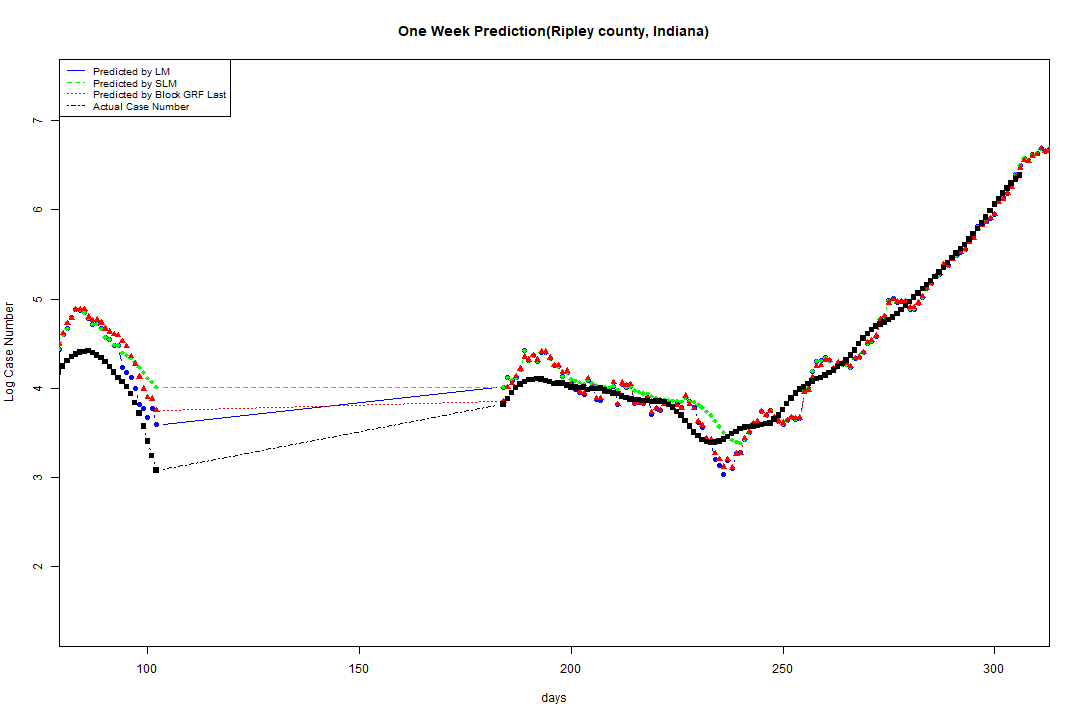 One Week Prediction(Ripley county, Indiana)
Predicted by LM
Predicted by SLM
Predicted by Block GRF Last
Actual Case Number
Log Case Number
7
6
5
4
3
2
100 150 200 250 300
days